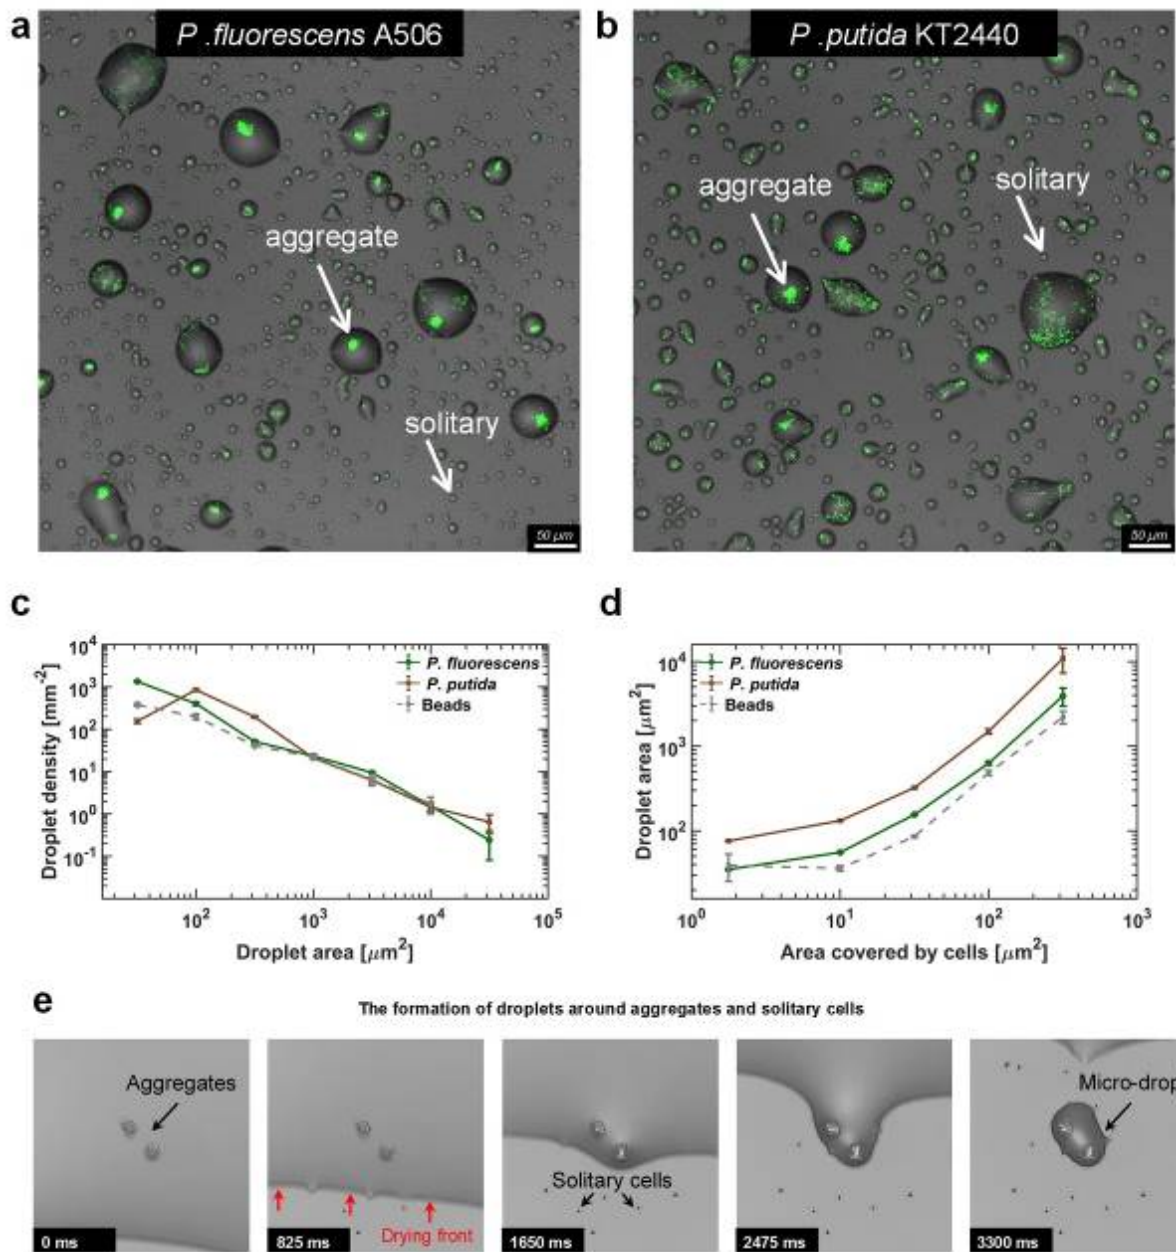 a
P .fluorescens A506
aggregate
solitary
50 µm
b
P .putida KT2440
aggregate
solitary
50 µm
c
Droplet density [mm⁻²]
10⁴
10³
10²
10¹
10⁰
10⁻¹
P. fluorescens
P. putida
Beads
10² 10³ 10⁴ 10⁵
Droplet area [µm²]
d
Droplet area [µm²]
10⁴
10³
10²
P. fluorescens
P. putida
Beads
10⁰ 10¹ 10² 10³
Area covered by cells [µm²]
e
The formation of droplets around aggregates and solitary cells
Aggregates
0 ms
Drying front
825 ms
Solitary cells
1650 ms
2475 ms
Micro-drop
3300 ms